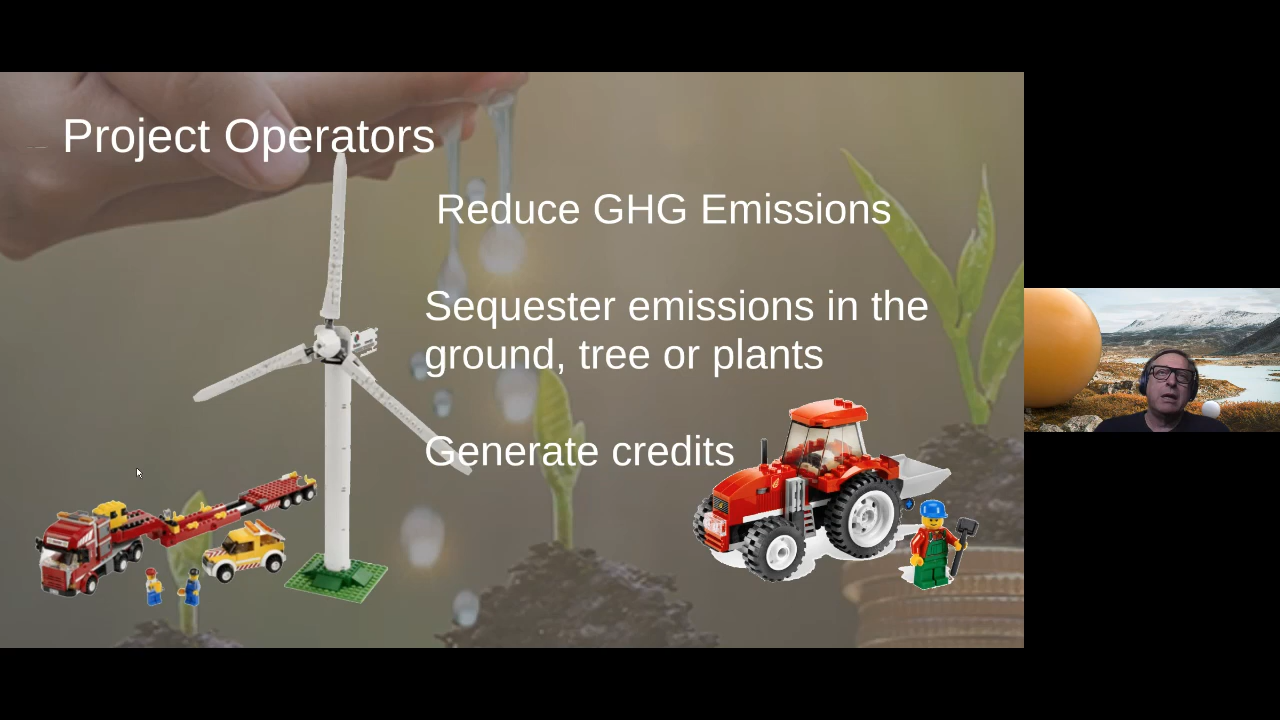 Project Operators
Reduce GHG Emissions
Sequester emissions in the
ground, tree or plants
Generate credits